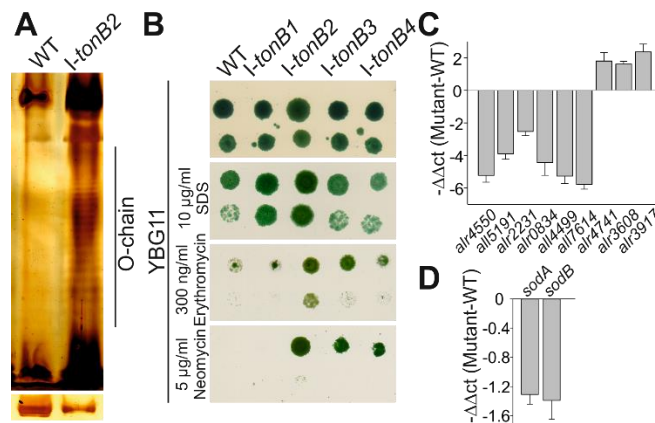 A
WT
I-tonB2
O-chain
B
WT
I-tonB1
I-tonB2
I-tonB3
I-tonB4
YBG11
10 µg/ml
SDS
300 ng/ml
Erythromycin
5 µg/ml
Neomycin
C
-ΔΔct (Mutant-WT)
2
0
-2
-4
-6
alr4550
all5191
alr2231
alr0834
all4499
all7614
alr4741
alr3608
alr3917
D
-ΔΔct (Mutant-WT)
sodA
sodB
0
-0.4
-0.8
-1.2
-1.6